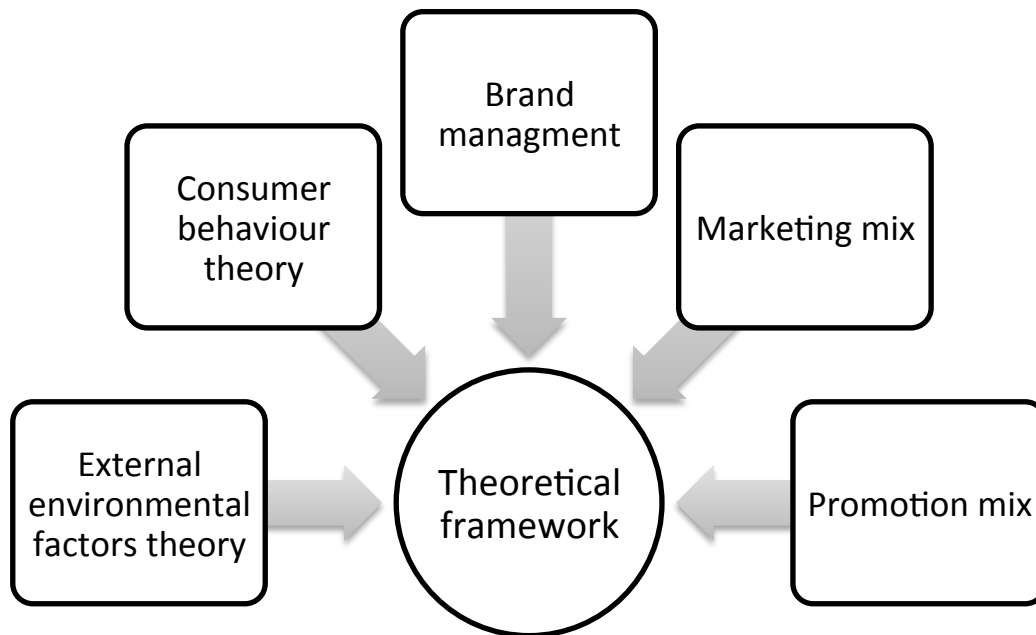 Brand
managment
Consumer
behaviour
theory
Marketing mix
External
environmental
factors theory
Theoretical
framework
Promotion mix